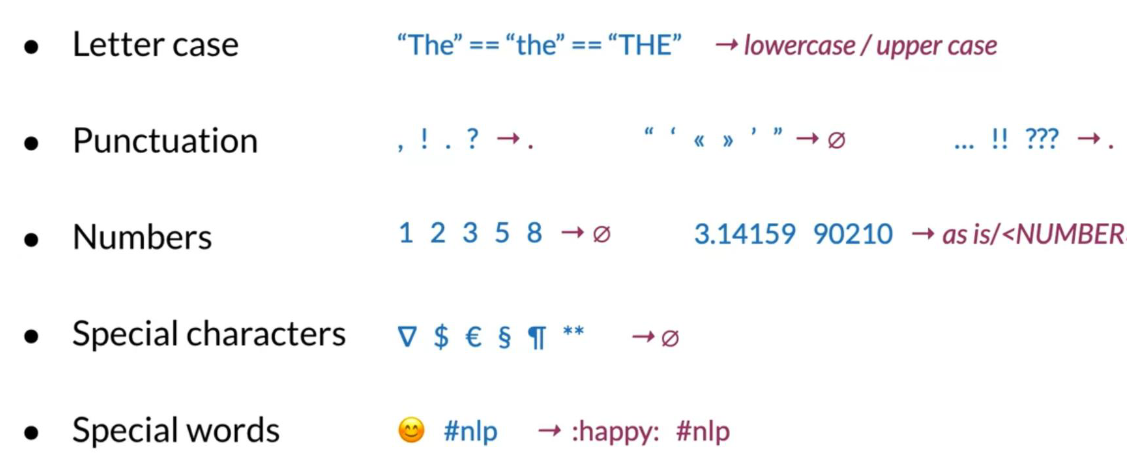 ● Letter case “The” == “the” == “THE” → lowercase / upper case
● Punctuation , ! . ? → . “ ‘ « » ’ ” → ∅ ... !! ??? → .
● Numbers 1 2 3 5 8 → ∅ 3.14159 90210 → as is/<NUMBER
● Special characters ∇ $ € § ¶ ** → ∅
● Special words 😊 #nlp → :happy: #nlp